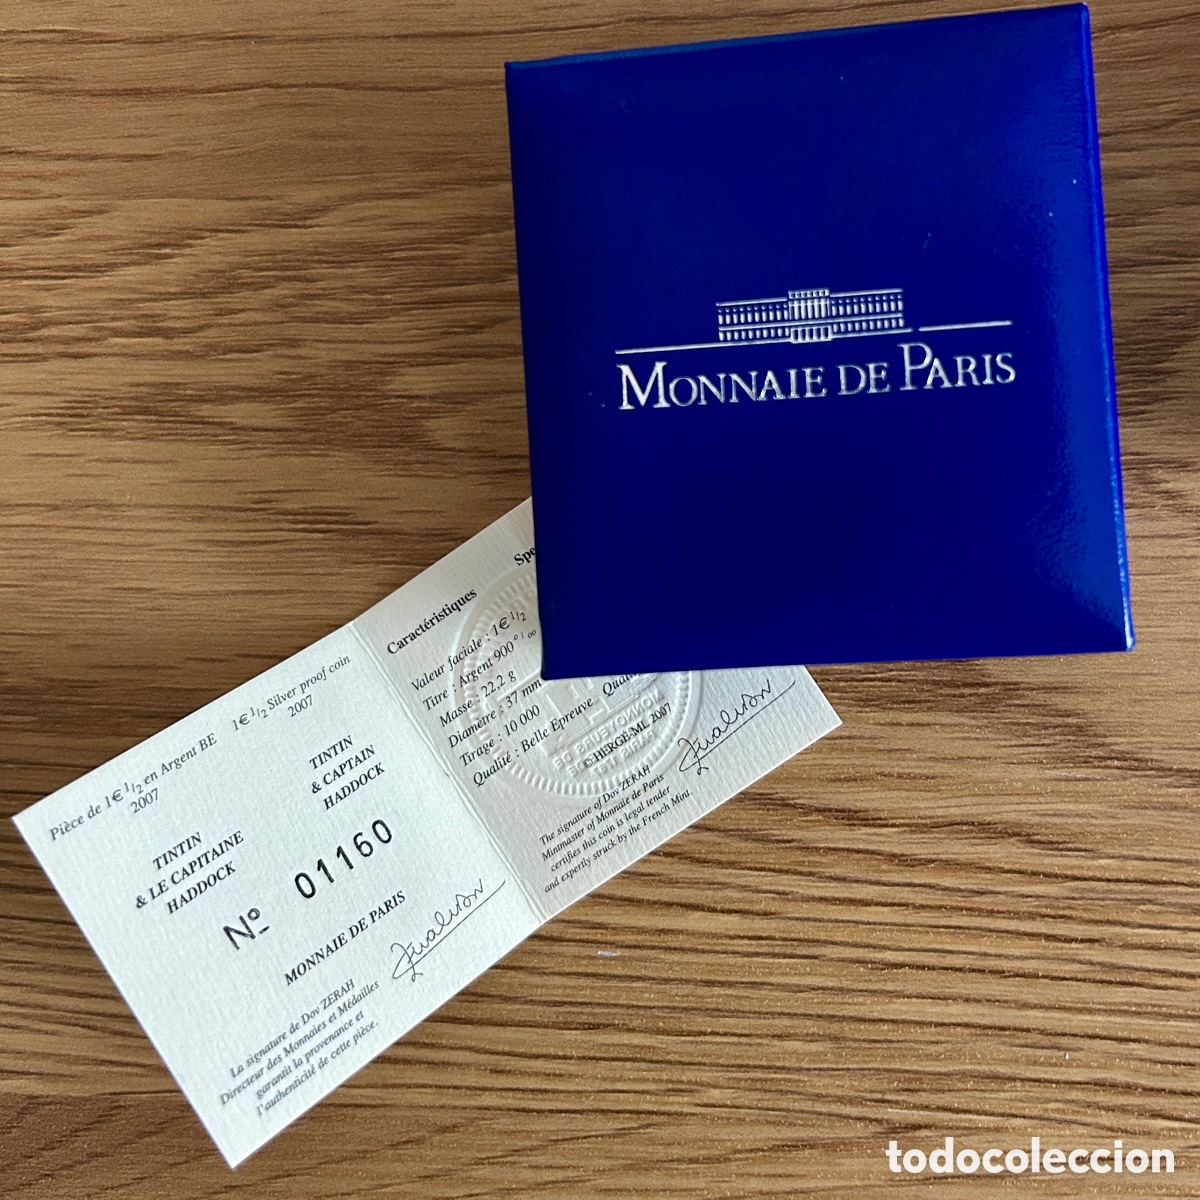 MONNAIE DE PARIS
Pièce de 1€ 1/2 en Argent BE
2007
1€ 1/2 Silver proof coin
2007
TINTIN
& LE CAPITAINE
HADDOCK
TINTIN
& CAPTAIN
HADDOCK
Nº 01160
MONNAIE DE PARIS
La signature de Dov ZERAH
Directeur des Monnaies et Médailles
garantit la provenance et
l'authenticité de cette pièce.
Caractéristiques
Valeur faciale : 1€ 1/2
Titre : Argent 900°/°°
Masse : 22,2 g
Diamètre : 37 mm
Tirage : 10 000
Qualité : Belle Epreuve
© HERGÉ-ML 2007
The signature of Dov ZERAH
Mintmaster of Monnaie de Paris
certifies this coin is legal tender
and expertly struck by the French Mint.
todocoleccion